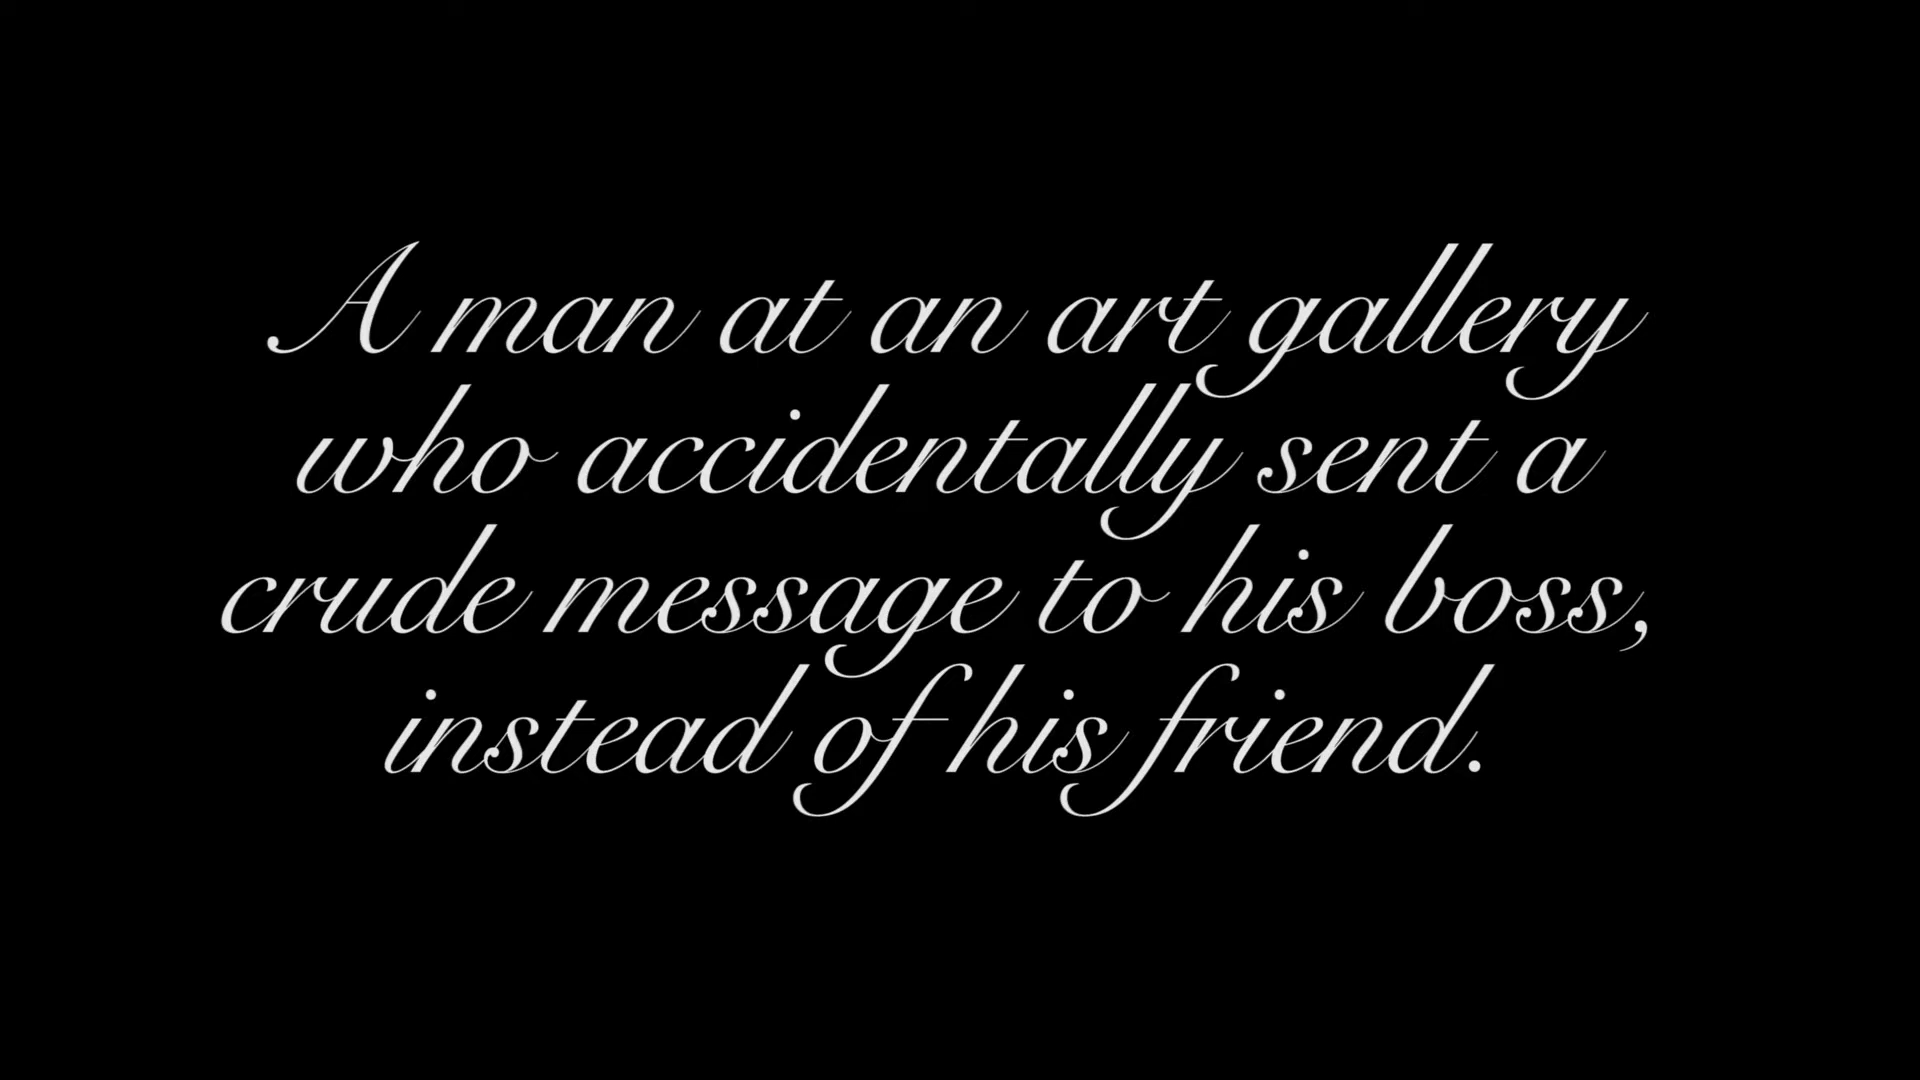 A man at an art gallery
who accidentally sent a
crude message to his boss,
instead of his friend.